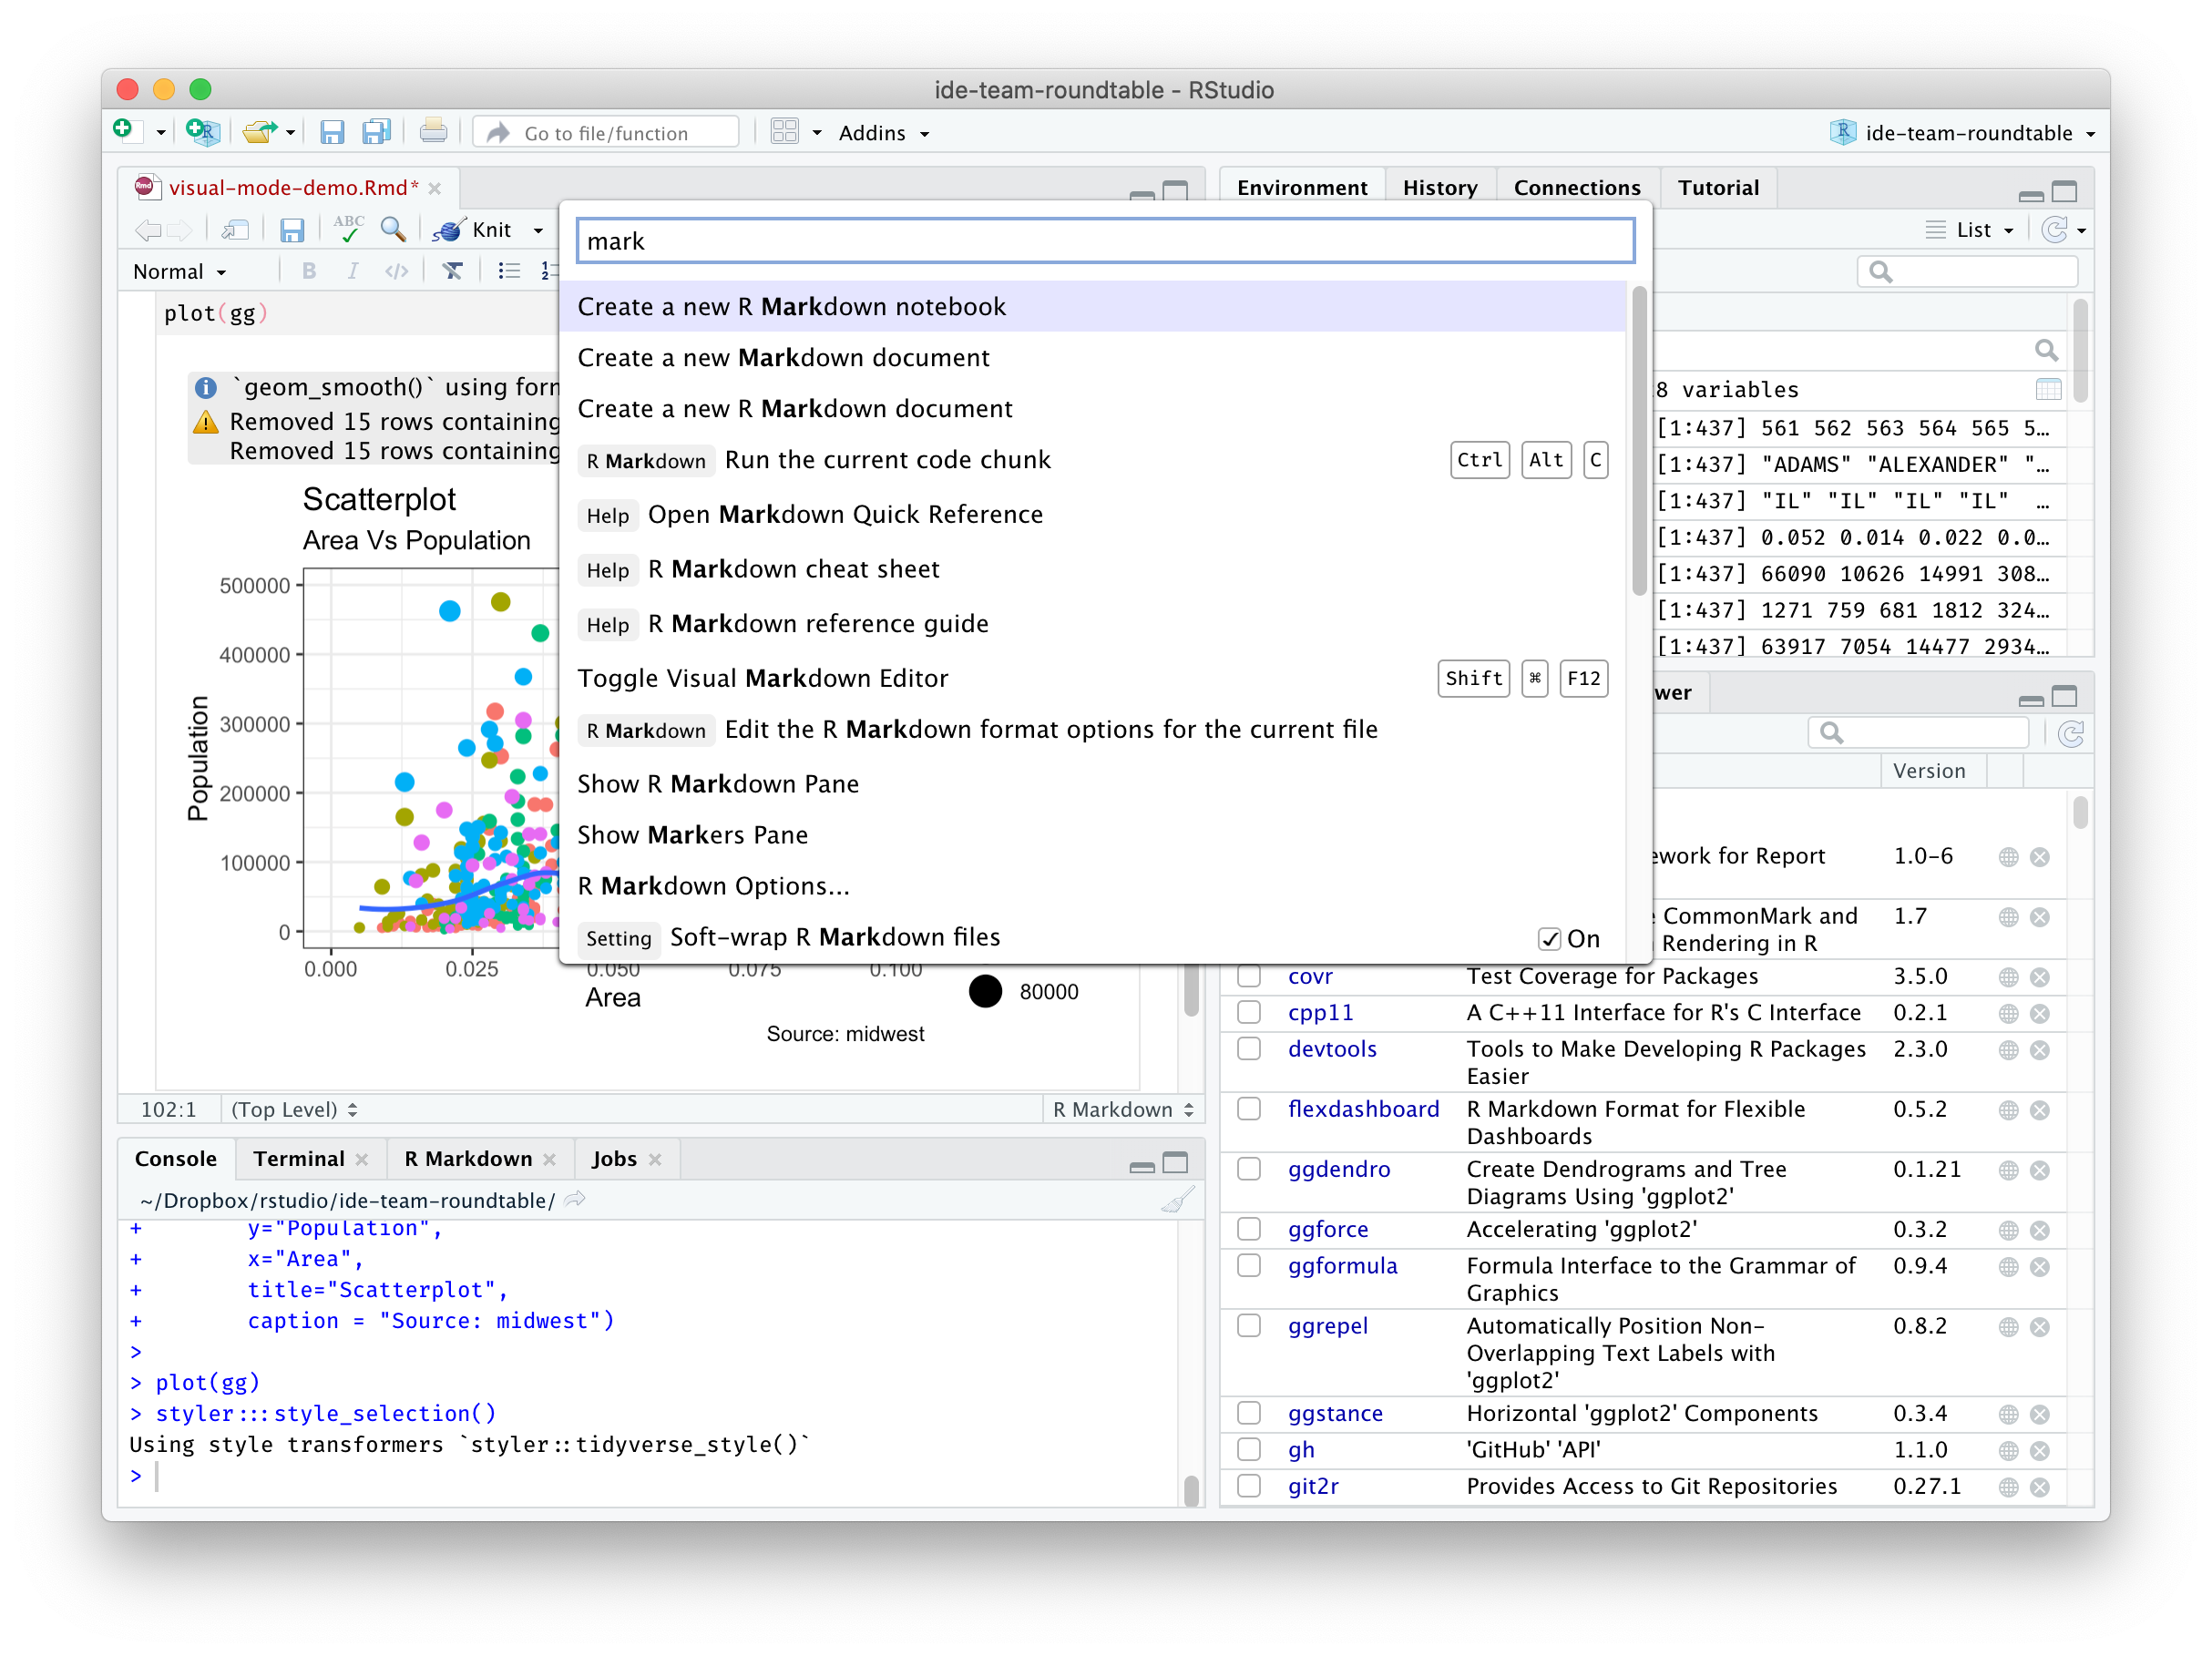 ide-team-roundtable - RStudio
Go to file/function
Addins
ide-team-roundtable
visual-mode-demo.Rmd*
ABC
Knit
Normal
B I </>
plot(gg)
`geom_smooth()` using
Removed 15 rows containing
Removed 15 rows containing
Scatterplot
Area Vs Population
500000
400000
300000
200000
100000
0
Population
0.000 0.025 0.050 0.075 0.100
Area
80000
Source: midwest
102:1 (Top Level) R Markdown
mark
Create a new R Markdown notebook
Create a new Markdown document
Create a new R Markdown document
R Markdown Run the current code chunk Ctrl Alt C
Help Open Markdown Quick Reference
Help R Markdown cheat sheet
Help R Markdown reference guide
Toggle Visual Markdown Editor Shift ⌘ F12
R Markdown Edit the R Markdown format options for the current file
Show R Markdown Pane
Show Markers Pane
R Markdown Options...
Setting Soft-wrap R Markdown files On
Environment History Connections Tutorial
List
8 variables
[1:437] 561 562 563 564 565 5…
[1:437] "ADAMS" "ALEXANDER" "…
[1:437] "IL" "IL" "IL" "IL" …
[1:437] 0.052 0.014 0.022 0.0…
[1:437] 66090 10626 14991 308…
[1:437] 1271 759 681 1812 324…
[1:437] 63917 7054 14477 2934…
Version
for Report 1.0-6
CommonMark and 1.7
Rendering in R
covr Test Coverage for Packages 3.5.0
cpp11 A C++11 Interface for R's C Interface 0.2.1
devtools Tools to Make Developing R Packages 2.3.0
Easier
flexdashboard R Markdown Format for Flexible 0.5.2
Dashboards
ggdendro Create Dendrograms and Tree 0.1.21
Diagrams Using 'ggplot2'
ggforce Accelerating 'ggplot2' 0.3.2
ggformula Formula Interface to the Grammar of 0.9.4
Graphics
ggrepel Automatically Position Non- 0.8.2
Overlapping Text Labels with
'ggplot2'
ggstance Horizontal 'ggplot2' Components 0.3.4
gh 'GitHub' 'API' 1.1.0
git2r Provides Access to Git Repositories 0.27.1
Console Terminal R Markdown Jobs
~/Dropbox/rstudio/ide-team-roundtable/
+ y="Population",
+ x="Area",
+ title="Scatterplot",
+ caption = "Source: midwest")
>
> plot(gg)
> styler:::style_selection()
Using style transformers `styler::tidyverse_style()`
>